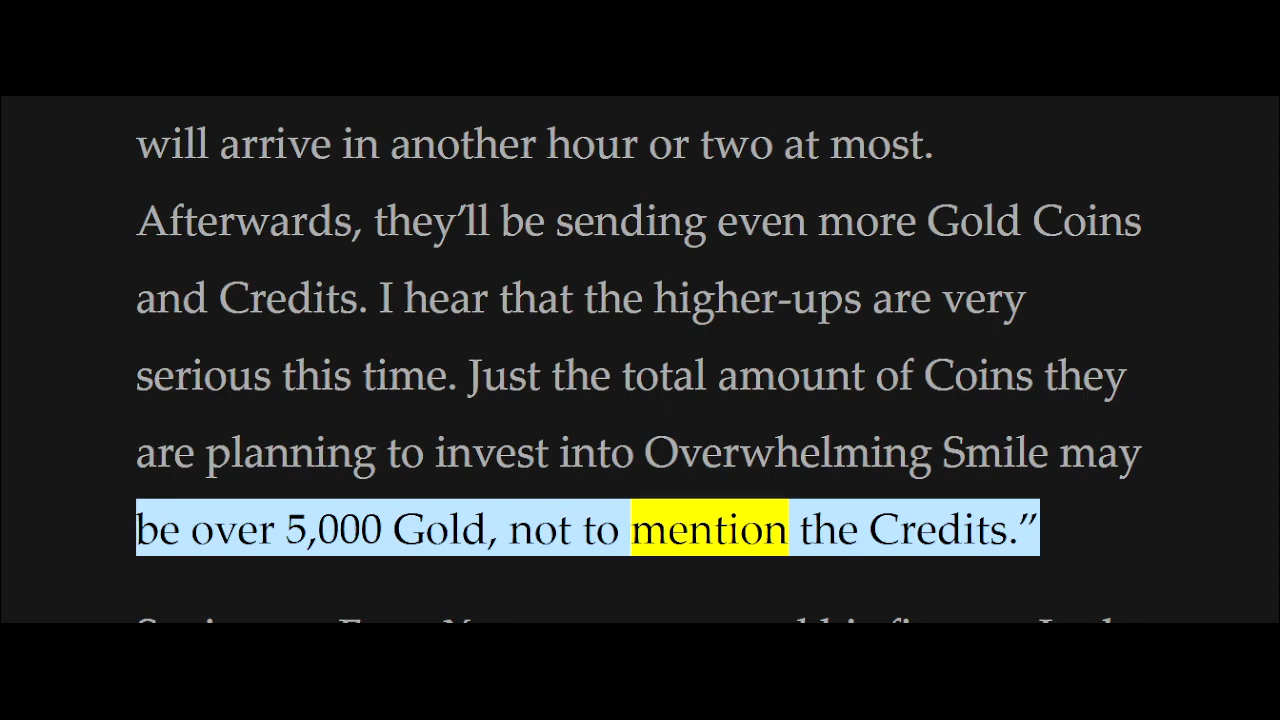 will arrive in another hour or two at most.
Afterwards, they’ll be sending even more Gold Coins
and Credits. I hear that the higher-ups are very
serious this time. Just the total amount of Coins they
are planning to invest into Overwhelming Smile may
be over 5,000 Gold, not to mention the Credits.”